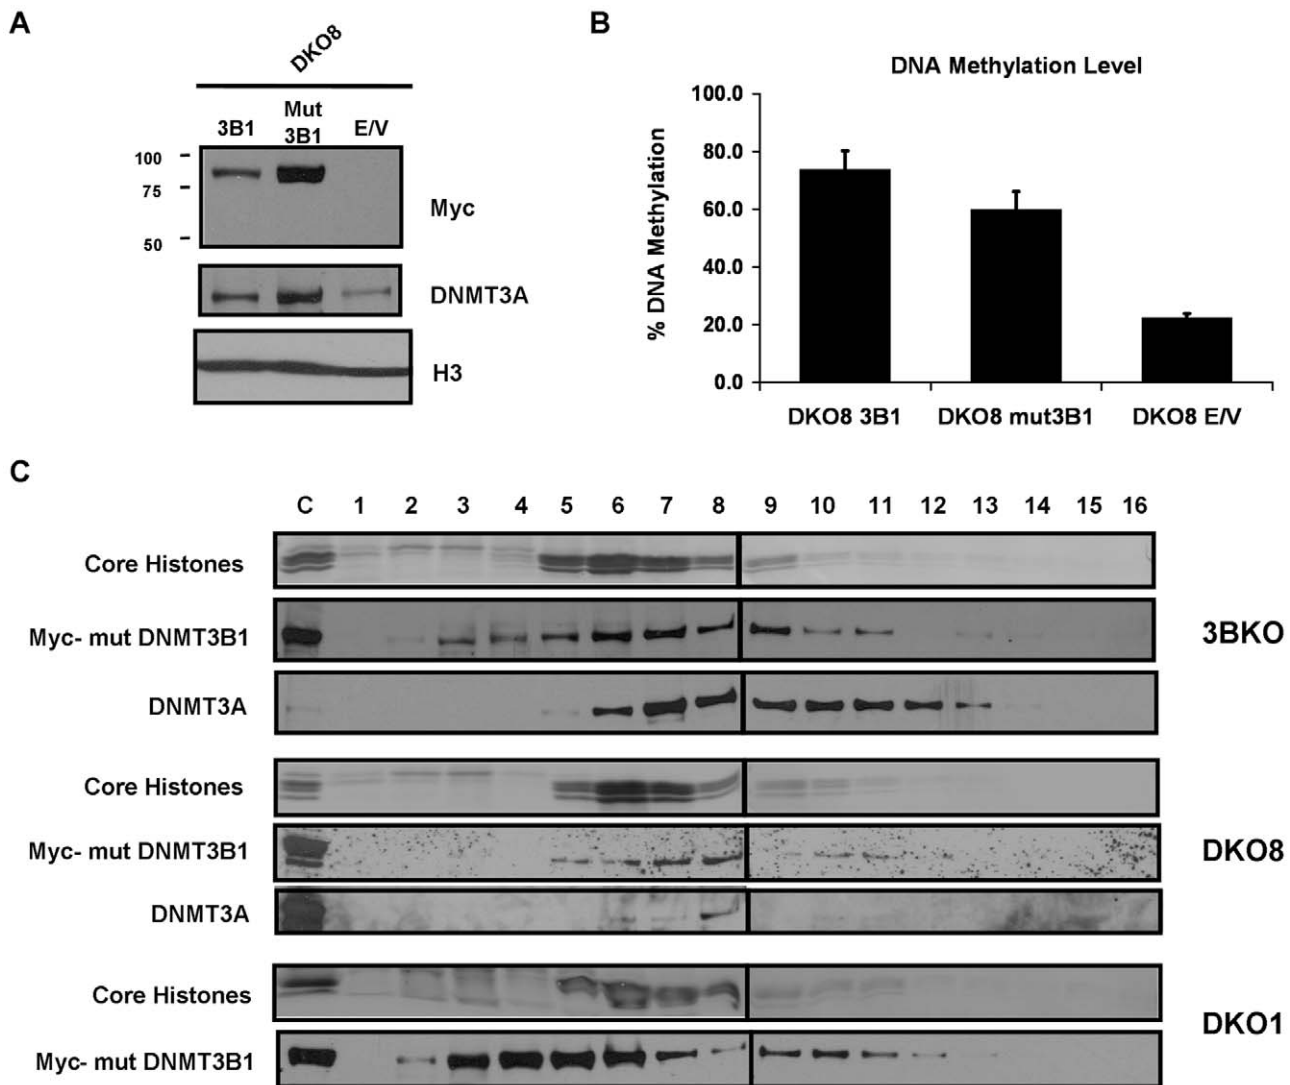 A
DKO8
3B1
Mut
3B1
E/V
100
75
50
Myc
DNMT3A
H3
B
DNA Methylation Level
% DNA Methylation
100.0
80.0
60.0
40.0
20.0
0.0
DKO8 3B1
DKO8 mut3B1
DKO8 E/V
C
C 1 2 3 4 5 6 7 8 9 10 11 12 13 14 15 16
Core Histones
Myc- mut DNMT3B1
3BKO
DNMT3A
Core Histones
Myc- mut DNMT3B1
DKO8
DNMT3A
Core Histones
DKO1
Myc- mut DNMT3B1